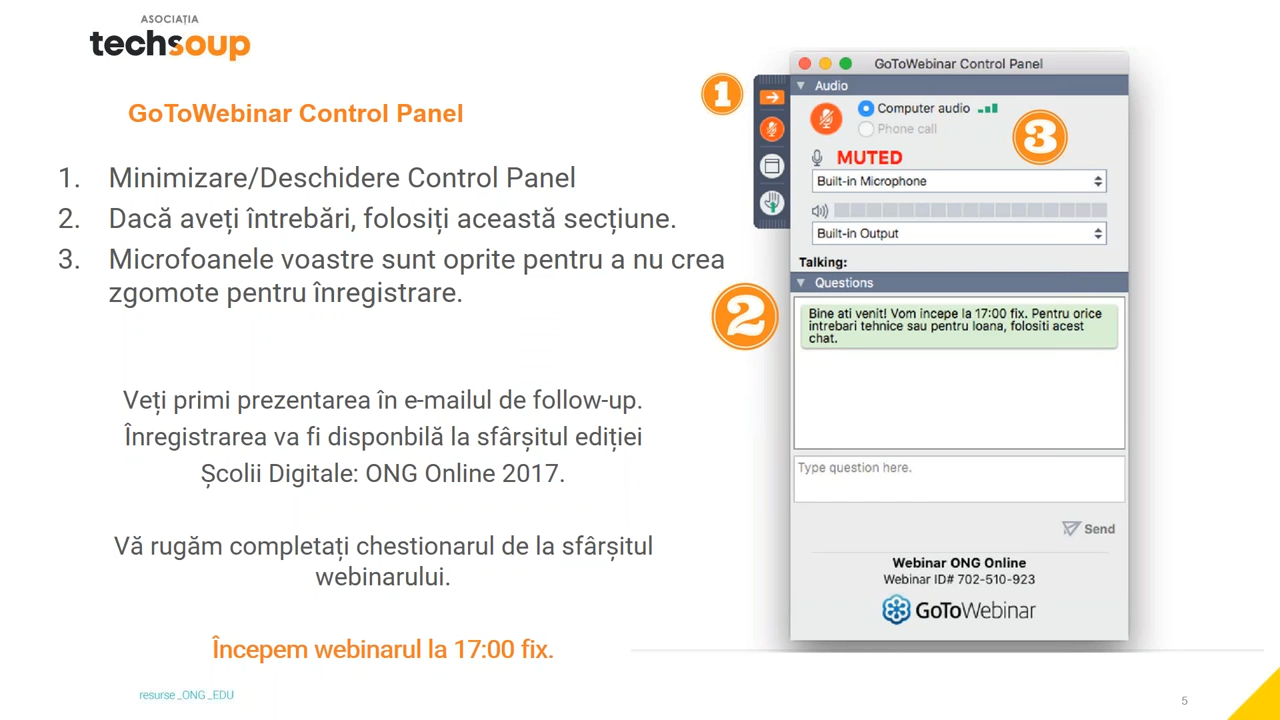 ASOCIAȚIA
techsoup
GoToWebinar Control Panel
1. Minimizare/Deschidere Control Panel
2. Dacă aveți întrebări, folosiți această secțiune.
3. Microfoanele voastre sunt oprite pentru a nu crea
zgomote pentru înregistrare.
Veți primi prezentarea în e-mailul de follow-up.
Înregistrarea va fi disponbilă la sfârșitul ediției
Școlii Digitale: ONG Online 2017.
Vă rugăm completați chestionarul de la sfârșitul
webinarului.
Începem webinarul la 17:00 fix.
resurse_ONG_EDU
1
GoToWebinar Control Panel
Audio
Computer audio
Phone call
3
MUTED
Built-in Microphone
Built-in Output
Talking:
Questions
2
Bine ati venit! Vom incepe la 17:00 fix. Pentru orice
intrebari tehnice sau pentru Ioana, folositi acest
chat.
Type question here.
Send
Webinar ONG Online
Webinar ID# 702-510-923
GoToWebinar
5